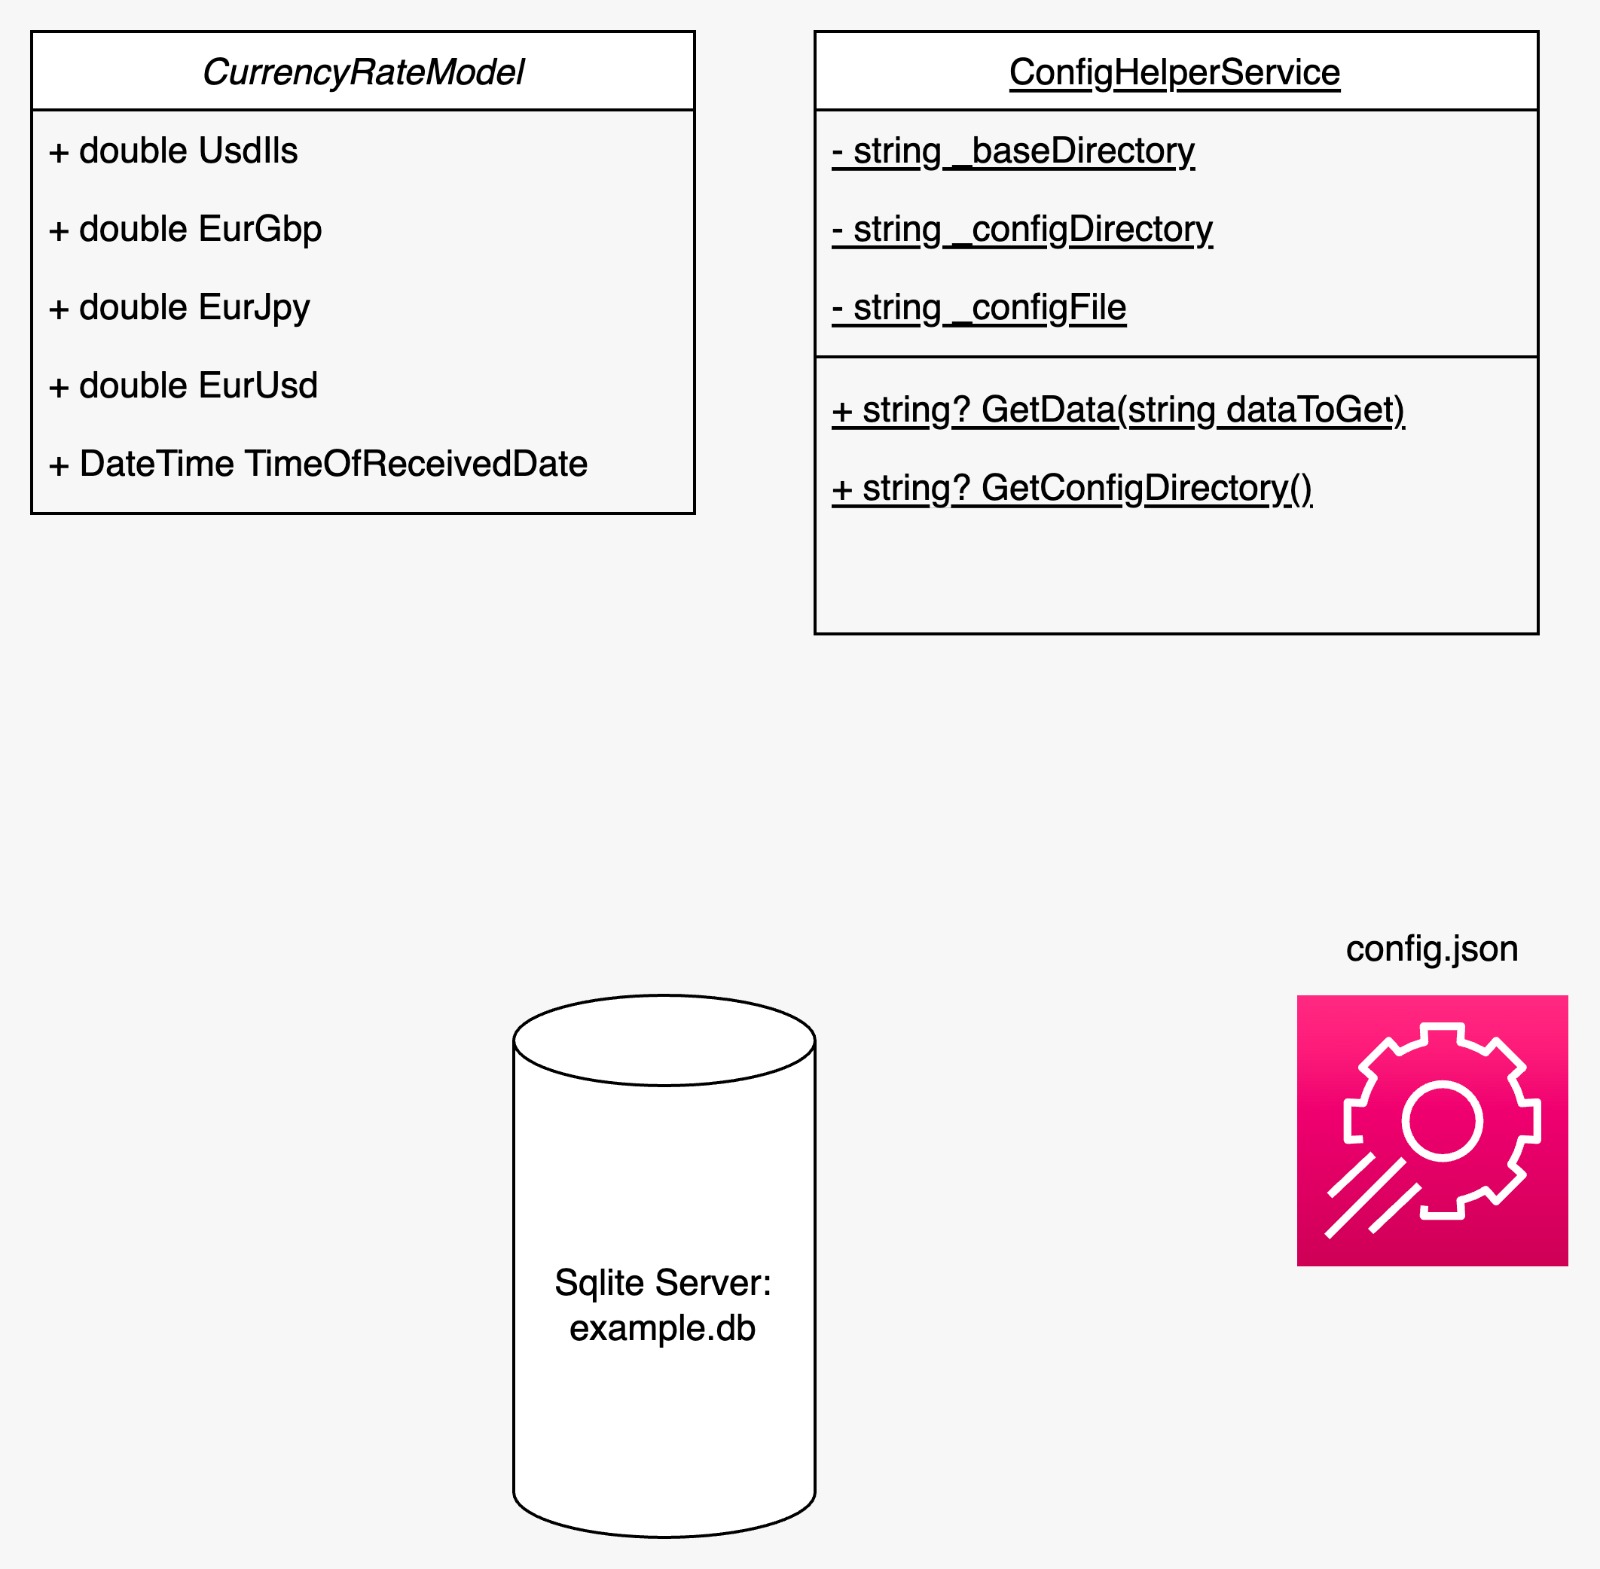 CurrencyRateModel
+ double UsdIls
+ double EurGbp
+ double EurJpy
+ double EurUsd
+ DateTime TimeOfReceivedDate
ConfigHelperService
- string _baseDirectory
- string _configDirectory
- string _configFile
+ string? GetData(string dataToGet)
+ string? GetConfigDirectory()
config.json
Sqlite Server:
example.db